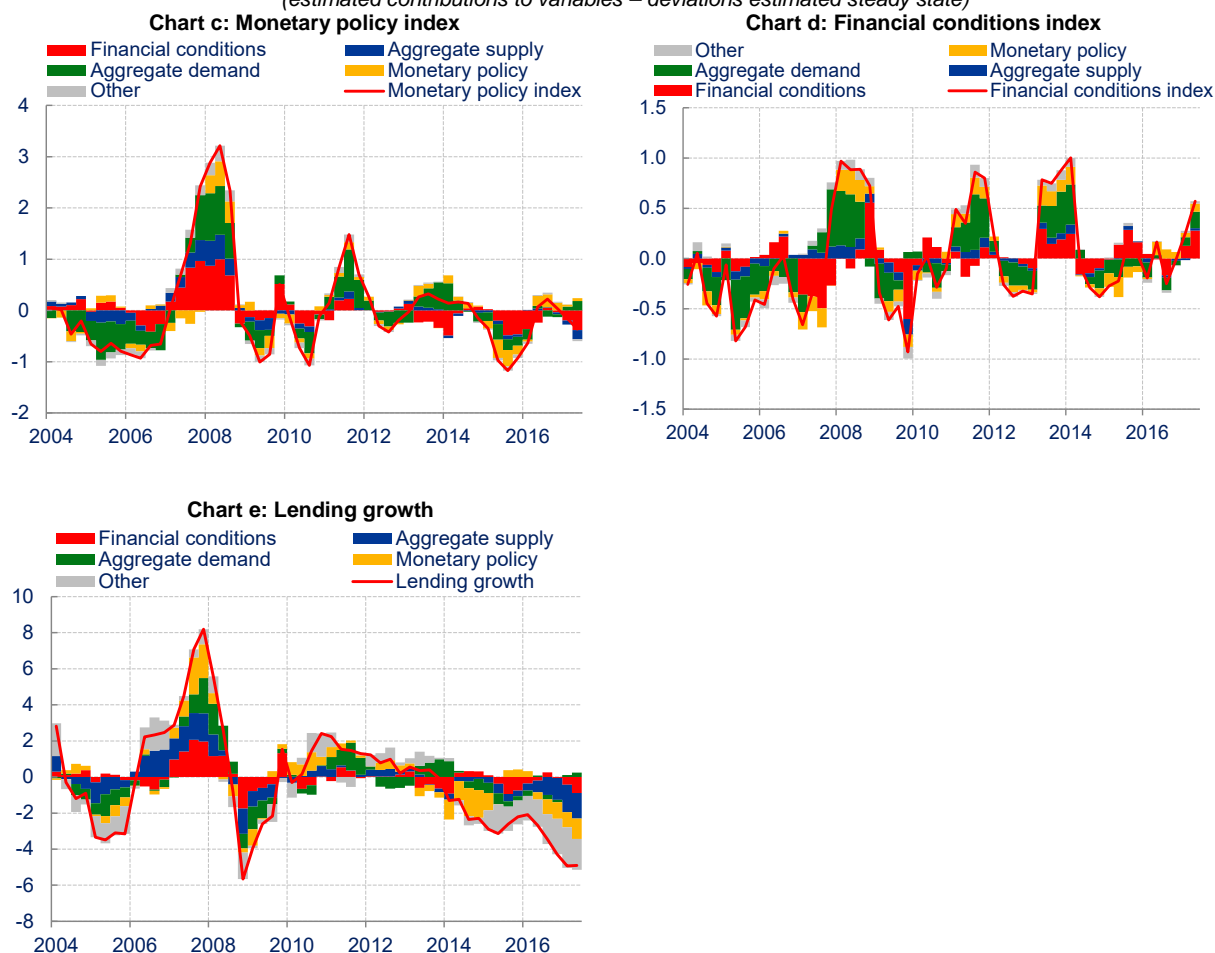 (estimated contributions to variables – deviations estimated steady state)
Chart c: Monetary policy index
Financial conditions Aggregate supply
Aggregate demand Monetary policy
Other Monetary policy index
4
3
2
1
0
-1
-2
2004 2006 2008 2010 2012 2014 2016
Chart d: Financial conditions index
Other Monetary policy
Aggregate demand Aggregate supply
Financial conditions Financial conditions index
1.5
1.0
0.5
0.0
-0.5
-1.0
-1.5
2004 2006 2008 2010 2012 2014 2016
Chart e: Lending growth
Financial conditions Aggregate supply
Aggregate demand Monetary policy
Other Lending growth
10
8
6
4
2
0
-2
-4
-6
-8
2004 2006 2008 2010 2012 2014 2016